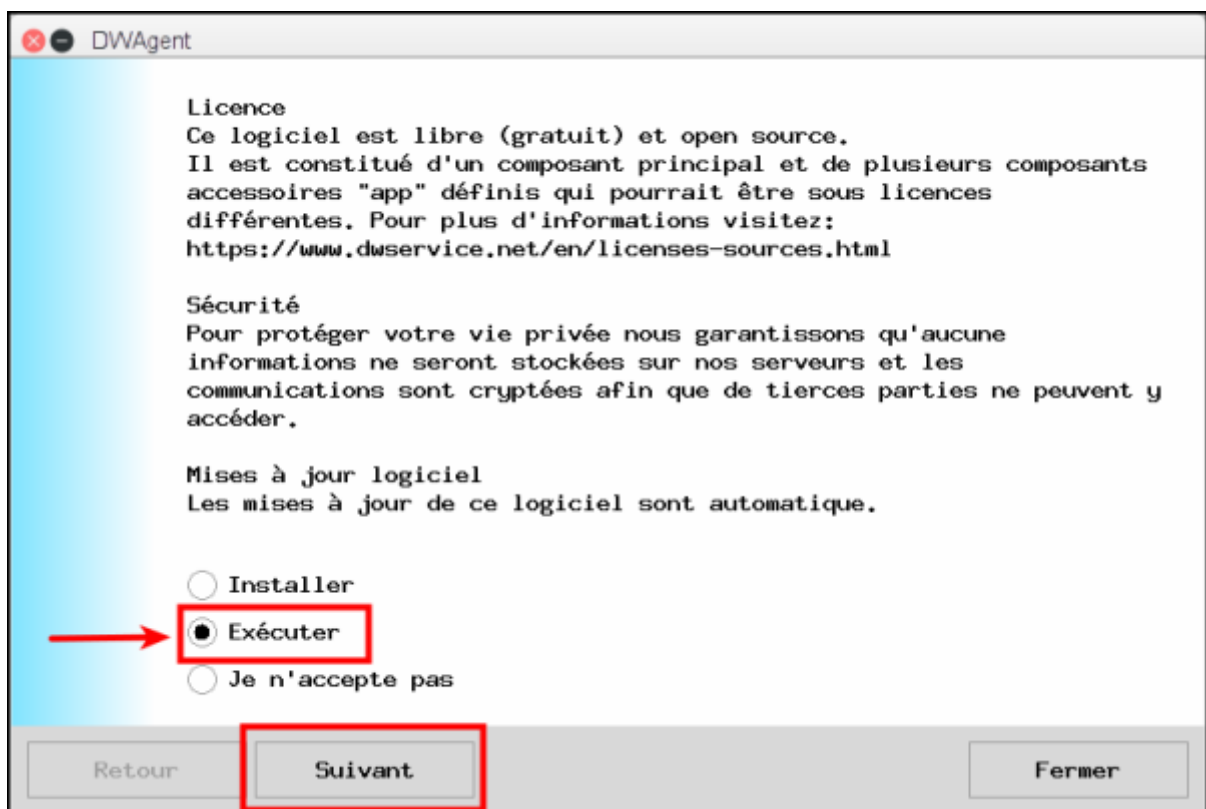 DWAgent
Licence
Ce logiciel est libre (gratuit) et open source.
Il est constitué d'un composant principal et de plusieurs composants
accessoires "app" définis qui pourrait être sous licences
différentes. Pour plus d'informations visitez:
https://www.dwservice.net/en/licenses-sources.html
Sécurité
Pour protéger votre vie privée nous garantissons qu'aucune
informations ne seront stockées sur nos serveurs et les
communications sont cryptées afin que de tierces parties ne peuvent y
accéder.
Mises à jour logiciel
Les mises à jour de ce logiciel sont automatique.
Installer
Exécuter
Je n'accepte pas
Retour Suivant Fermer